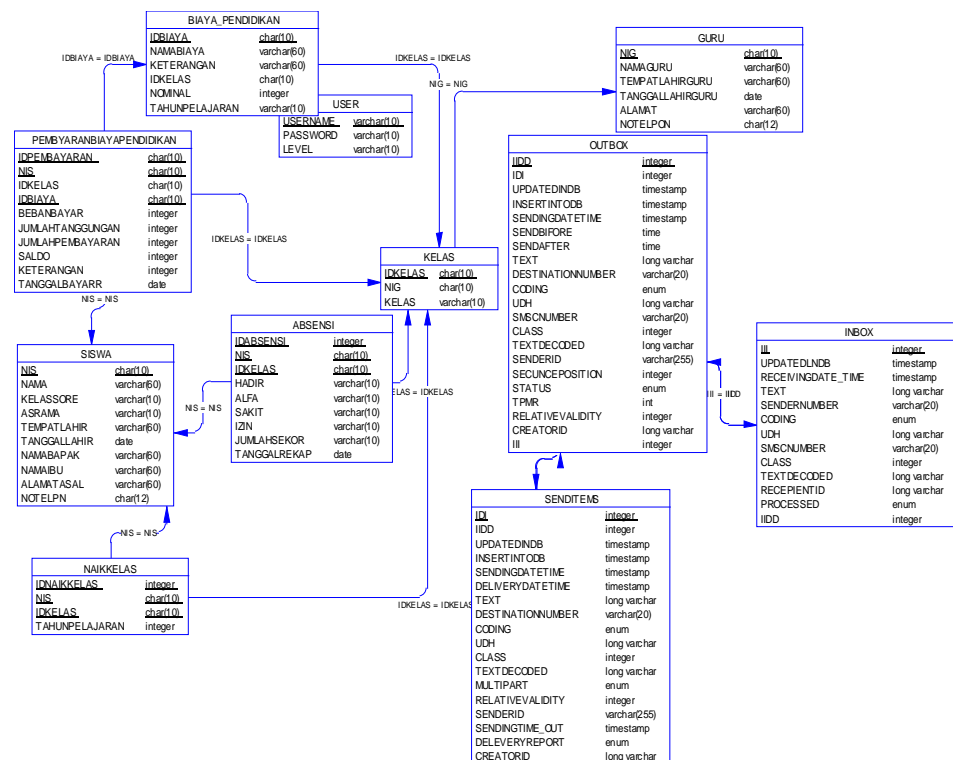 BIAYA_PENDIDIKAN
IDBIAYA char(10)
NAMABIAYA varchar(60)
KETERANGAN varchar(60)
IDKELAS char(10)
NOMINAL integer
TAHUNPELAJARAN varchar(10)
USER
USERNAME varchar(10)
PASSWORD varchar(10)
LEVEL varchar(10)
GURU
NIG char(10)
NAMAGURU varchar(60)
TEMPATLAHIRGURU varchar(60)
TANGGALLAHIRGURU date
ALAMAT varchar(60)
NOTELPON char(12)
IDBIAYA = IDBIAYA
IDKELAS = IDKELAS
NIG = NIG
PEMBYARANBIAYAPENDIDIKAN
IDPEMBAYARAN char(10)
NIS char(10)
IDKELAS char(10)
IDBIAYA char(10)
BEBANBAYAR integer
JUMLAHTANGGUNGAN integer
JUMLAHPEMBAYARAN integer
SALDO integer
KETERANGAN integer
TANGGALBAYARR date
IDKELAS = IDKELAS
NIS = NIS
KELAS
IDKELAS char(10)
NIG char(10)
KELAS varchar(10)
OUTBOX
IIDD integer
IDI integer
UPDATEDINDB timestamp
INSERTINTODB timestamp
SENDINGDATETIME timestamp
SENDBIFORE time
SENDAFTER time
TEXT long varchar
DESTINATIONNUMBER varchar(20)
CODING enum
UDH long varchar
SMSCNUMBER varchar(20)
CLASS integer
TEXTDECODED long varchar
SENDERID varchar(255)
SECUNCEPOSITION integer
STATUS enum
TPMR int
RELATIVEVALIDITY integer
CREATORID long varchar
III integer
III = IIDD
INBOX
III integer
UPDATEDLNDB timestamp
RECEIVINGDATE_TIME timestamp
TEXT long varchar
SENDERNUMBER varchar(20)
CODING enum
UDH long varchar
SMSCNUMBER varchar(20)
CLASS integer
TEXTDECODED long varchar
RECEPIENTID long varchar
PROCESSED enum
IIDD integer
ABSENSI
IDABSENSI integer
NIS char(10)
IDKELAS char(10)
HADIR varchar(10)
ALFA varchar(10)
SAKIT varchar(10)
IZIN varchar(10)
JUMLAHSEKOR varchar(10)
TANGGALREKAP date
ELAS = IDKELAS
NIS = NIS
SISWA
NIS char(10)
NAMA varchar(60)
KELASSORE varchar(10)
ASRAMA varchar(10)
TEMPATLAHIR varchar(60)
TANGGALLAHIR date
NAMABAPAK varchar(60)
NAMAIBU varchar(60)
ALAMATASAL varchar(60)
NOTELPN char(12)
NIS = NIS
NAIKKELAS
IDNAIKKELAS integer
NIS char(10)
IDKELAS char(10)
TAHUNPELAJARAN integer
IDKELAS = IDKELAS
SENDITEMS
IDI integer
IIDD integer
UPDATEDINDB timestamp
INSERTINTODB timestamp
SENDINGDATETIME timestamp
DELIVERYDATETIME timestamp
TEXT long varchar
DESTINATIONNUMBER varchar(20)
CODING enum
UDH long varchar
CLASS integer
TEXTDECODED long varchar
MULTIPART enum
RELATIVEVALIDITY integer
SENDERID varchar(255)
SENDINGTIME_OUT timestamp
DELEVERYREPORT enum
CREATORID long varchar